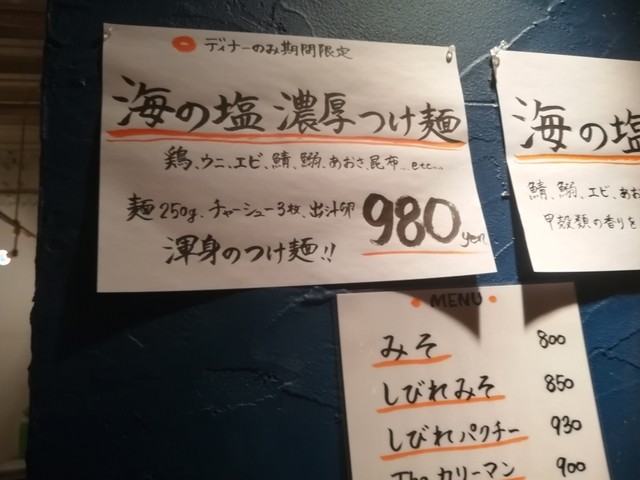 ディナーのみ期間限定
海の塩 濃厚つけ麺
鶏、ウニ、エビ、鯖、鰯、あおさ、昆布...etc...
麺250g、チャーシュー3枚、出汁卵
980yen
渾身のつけ麺!!
海の塩
鯖、鰯、エビ、あ
甲殻類の香りを
MENU
みそ 800
しびれみそ 850
しびれパクチー 930
The カリーマン 900